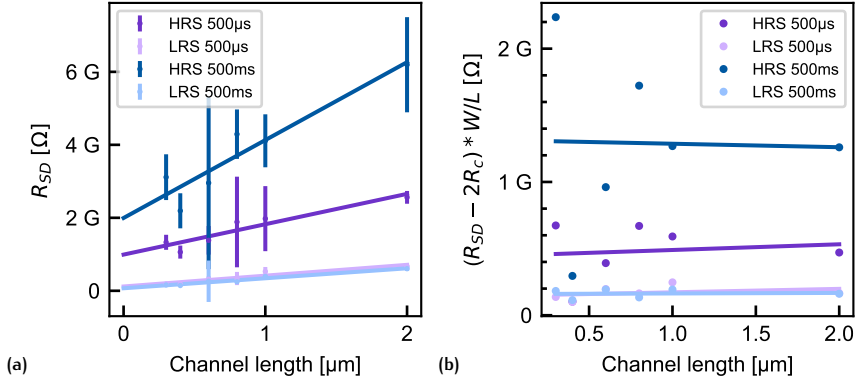 HRS 500µs
LRS 500µs
HRS 500ms
LRS 500ms
6 G
4 G
2 G
0
R_SD [Ω]
0
1
2
Channel length [µm]
(a)
HRS 500µs
LRS 500µs
HRS 500ms
LRS 500ms
2 G
1 G
0
(R_SD − 2R_c) * W/L [Ω]
0.5
1.0
1.5
2.0
Channel length [µm]
(b)